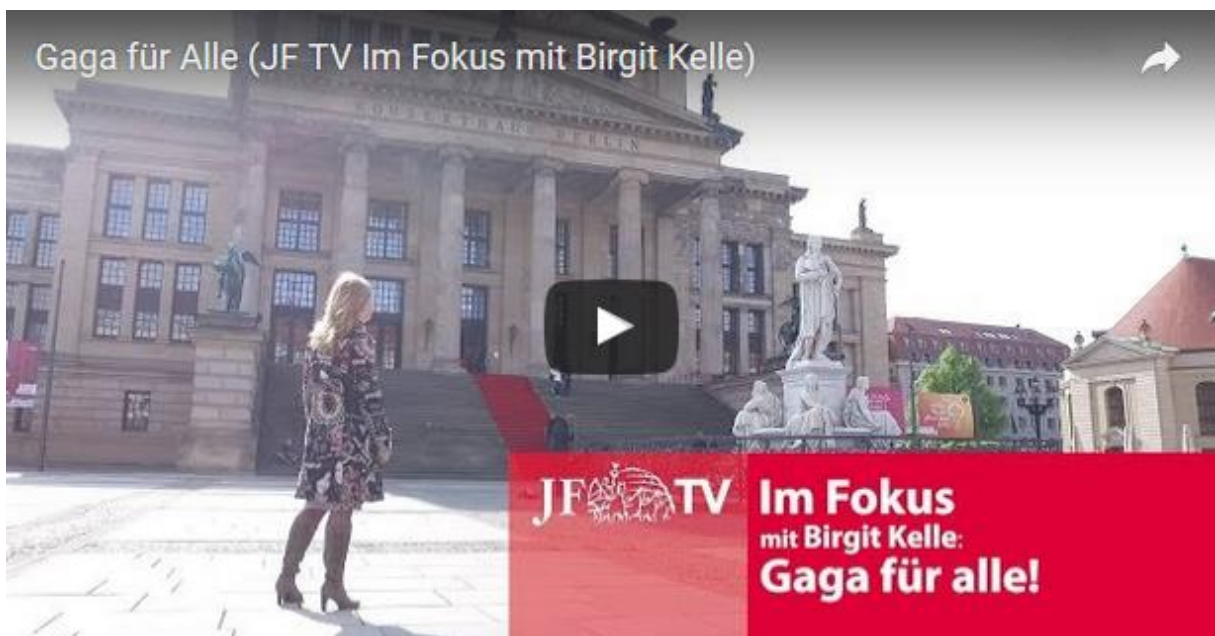 Gaga für Alle (JF TV Im Fokus mit Birgit Kelle)
KONZERTHAUS BERLIN
JF TV
Im Fokus
mit Birgit Kelle:
Gaga für alle!